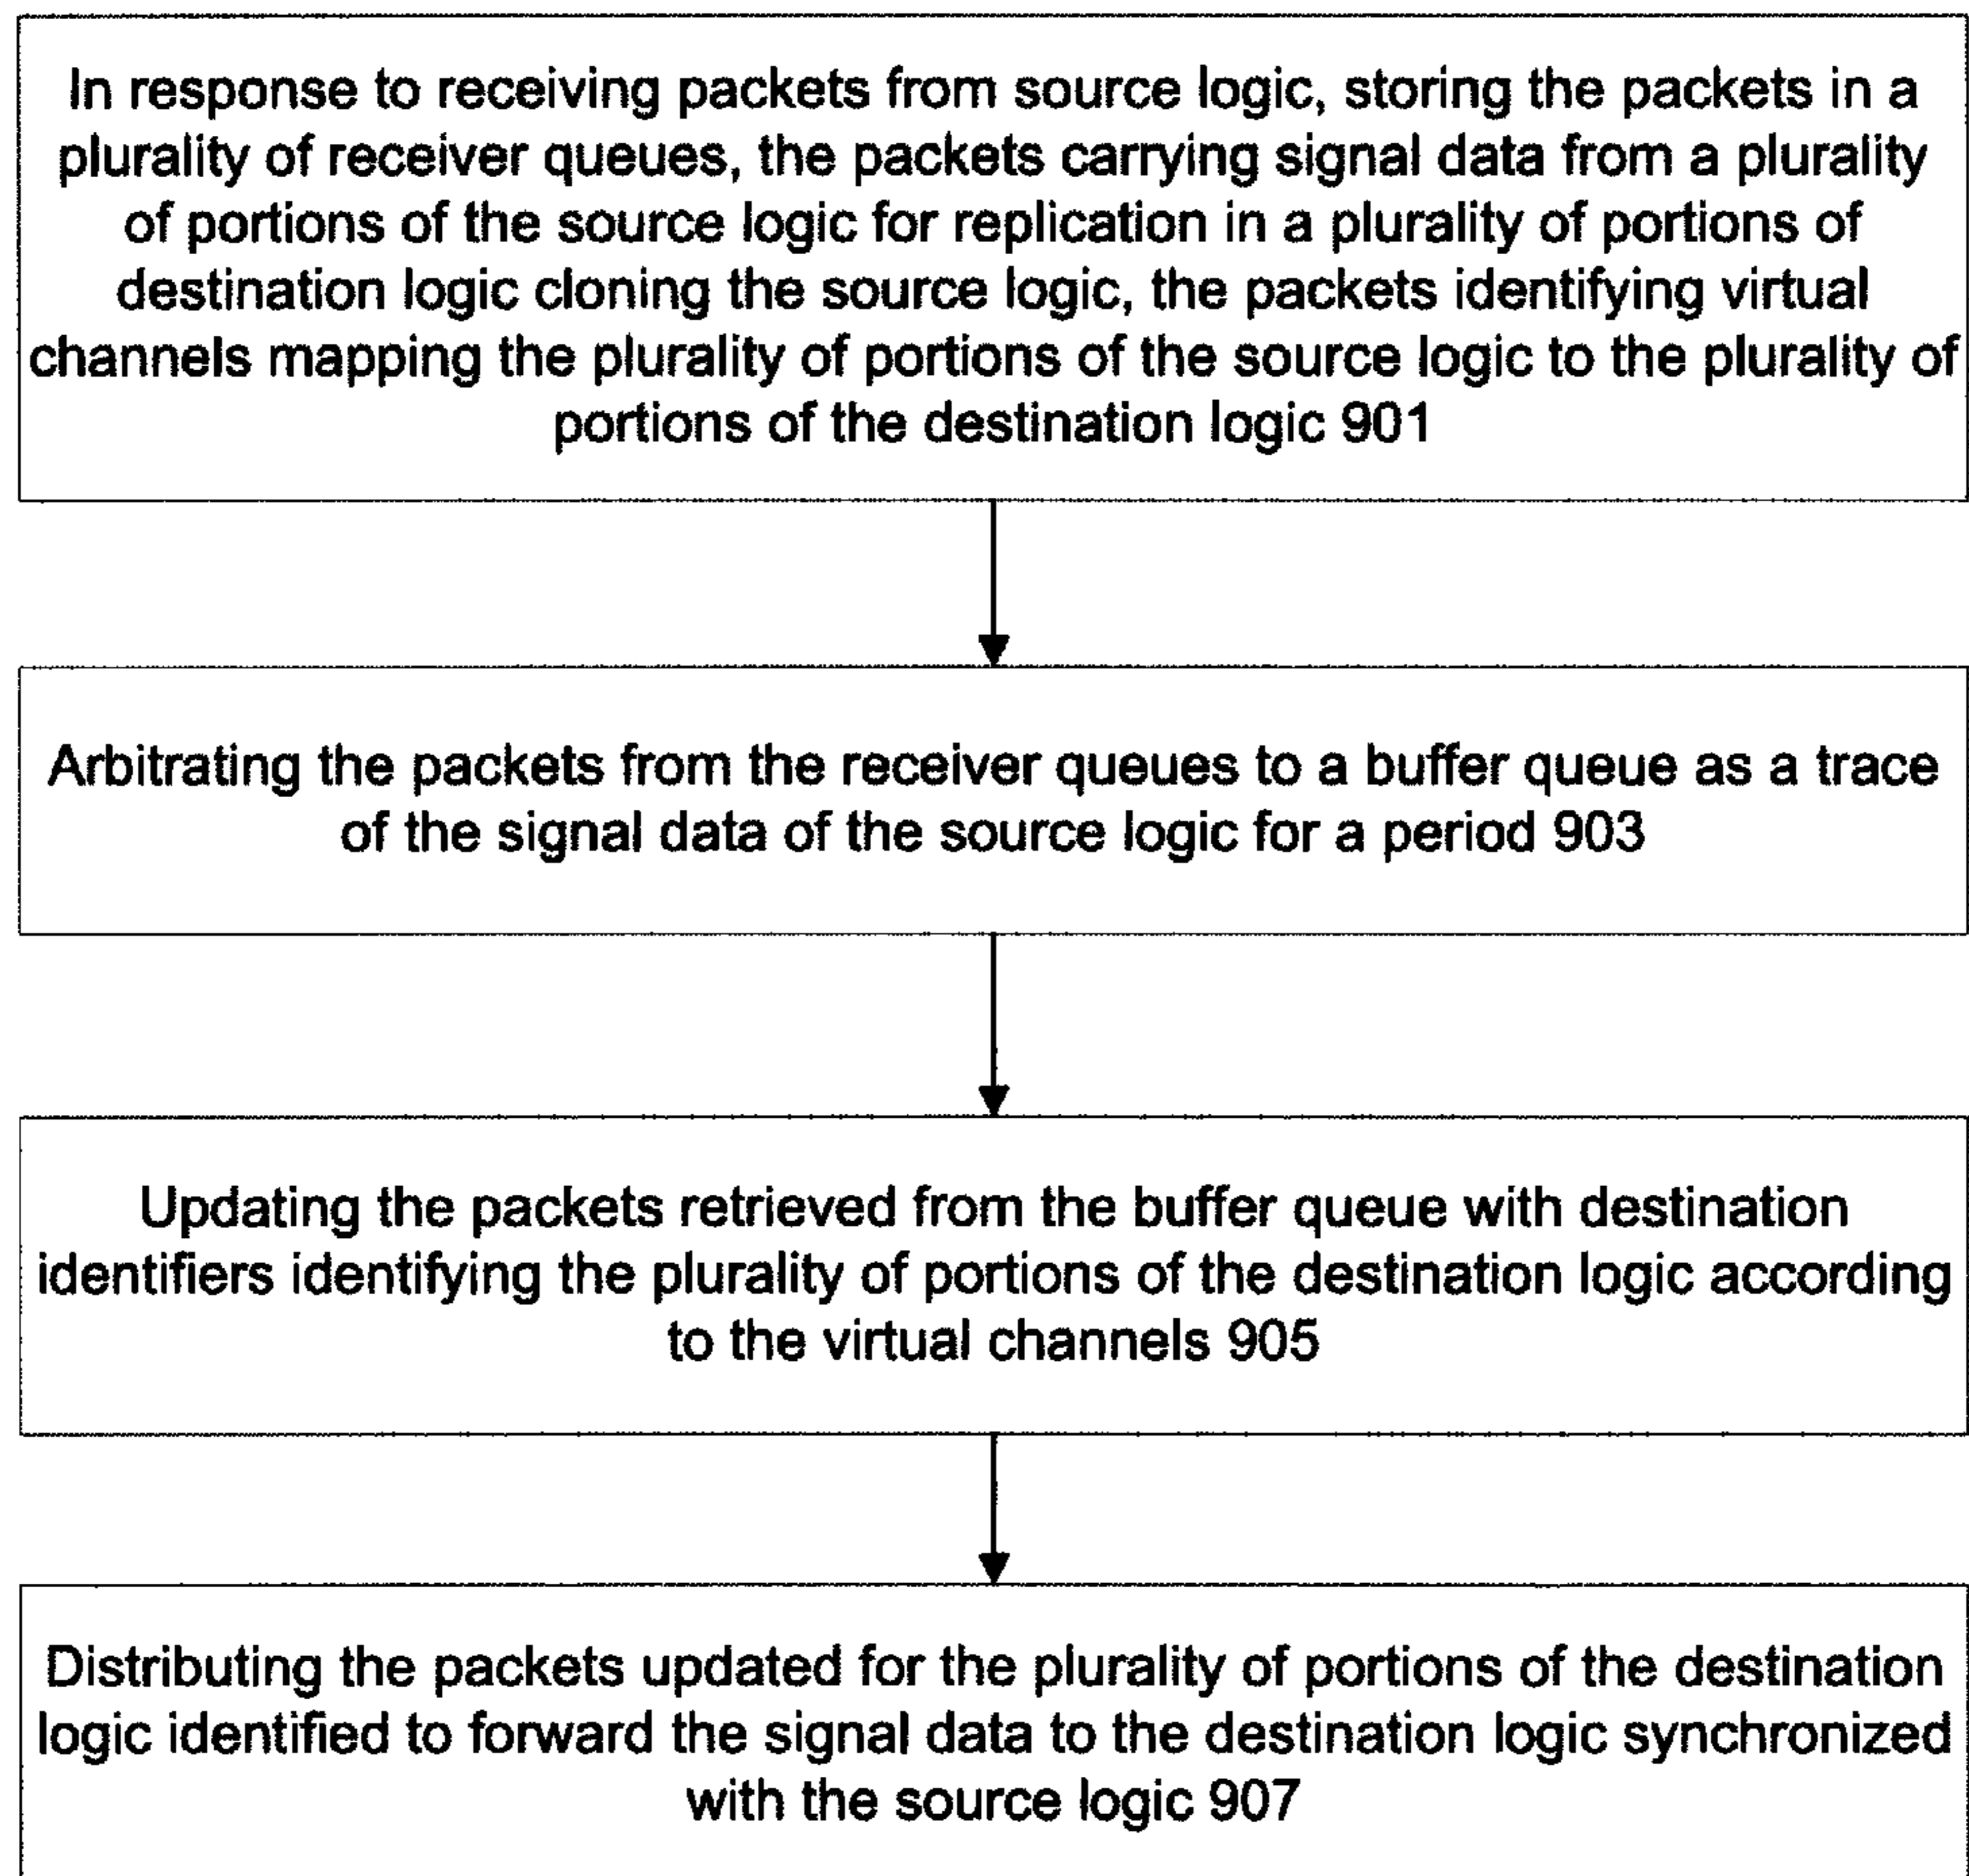 In response to receiving packets from source logic, storing the packets in a
plurality of receiver queues, the packets carrying signal data from a plurality
of portions of the source logic for replication in a plurality of portions of
destination logic cloning the source logic, the packets identifying virtual
channels mapping the plurality of portions of the source logic to the plurality of
portions of the destination logic 901
Arbitrating the packets from the receiver queues to a buffer queue as a trace
of the signal data of the source logic for a period 903
Updating the packets retrieved from the buffer queue with destination
identifiers identifying the plurality of portions of the destination logic according
to the virtual channels 905
Distributing the packets updated for the plurality of portions of the destination
logic identified to forward the signal data to the destination logic synchronized
with the source logic 907